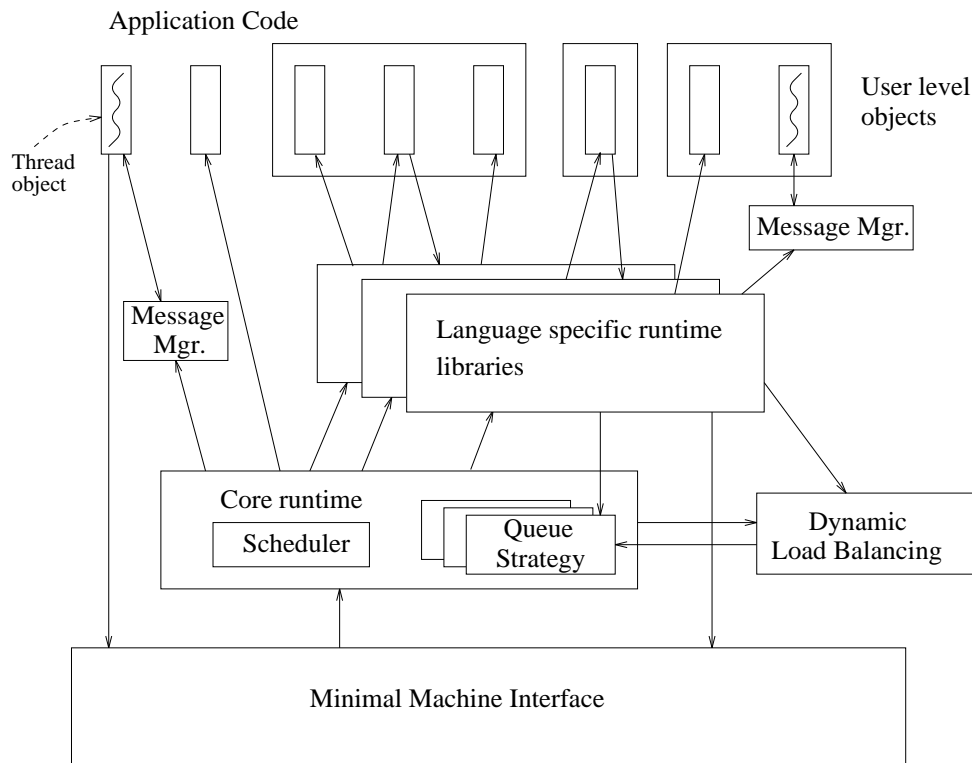 Application Code
User level
objects
Thread
object
Message Mgr.
Message
Mgr.
Language specific runtime
libraries
Core runtime
Scheduler
Queue
Strategy
Dynamic
Load Balancing
Minimal Machine Interface